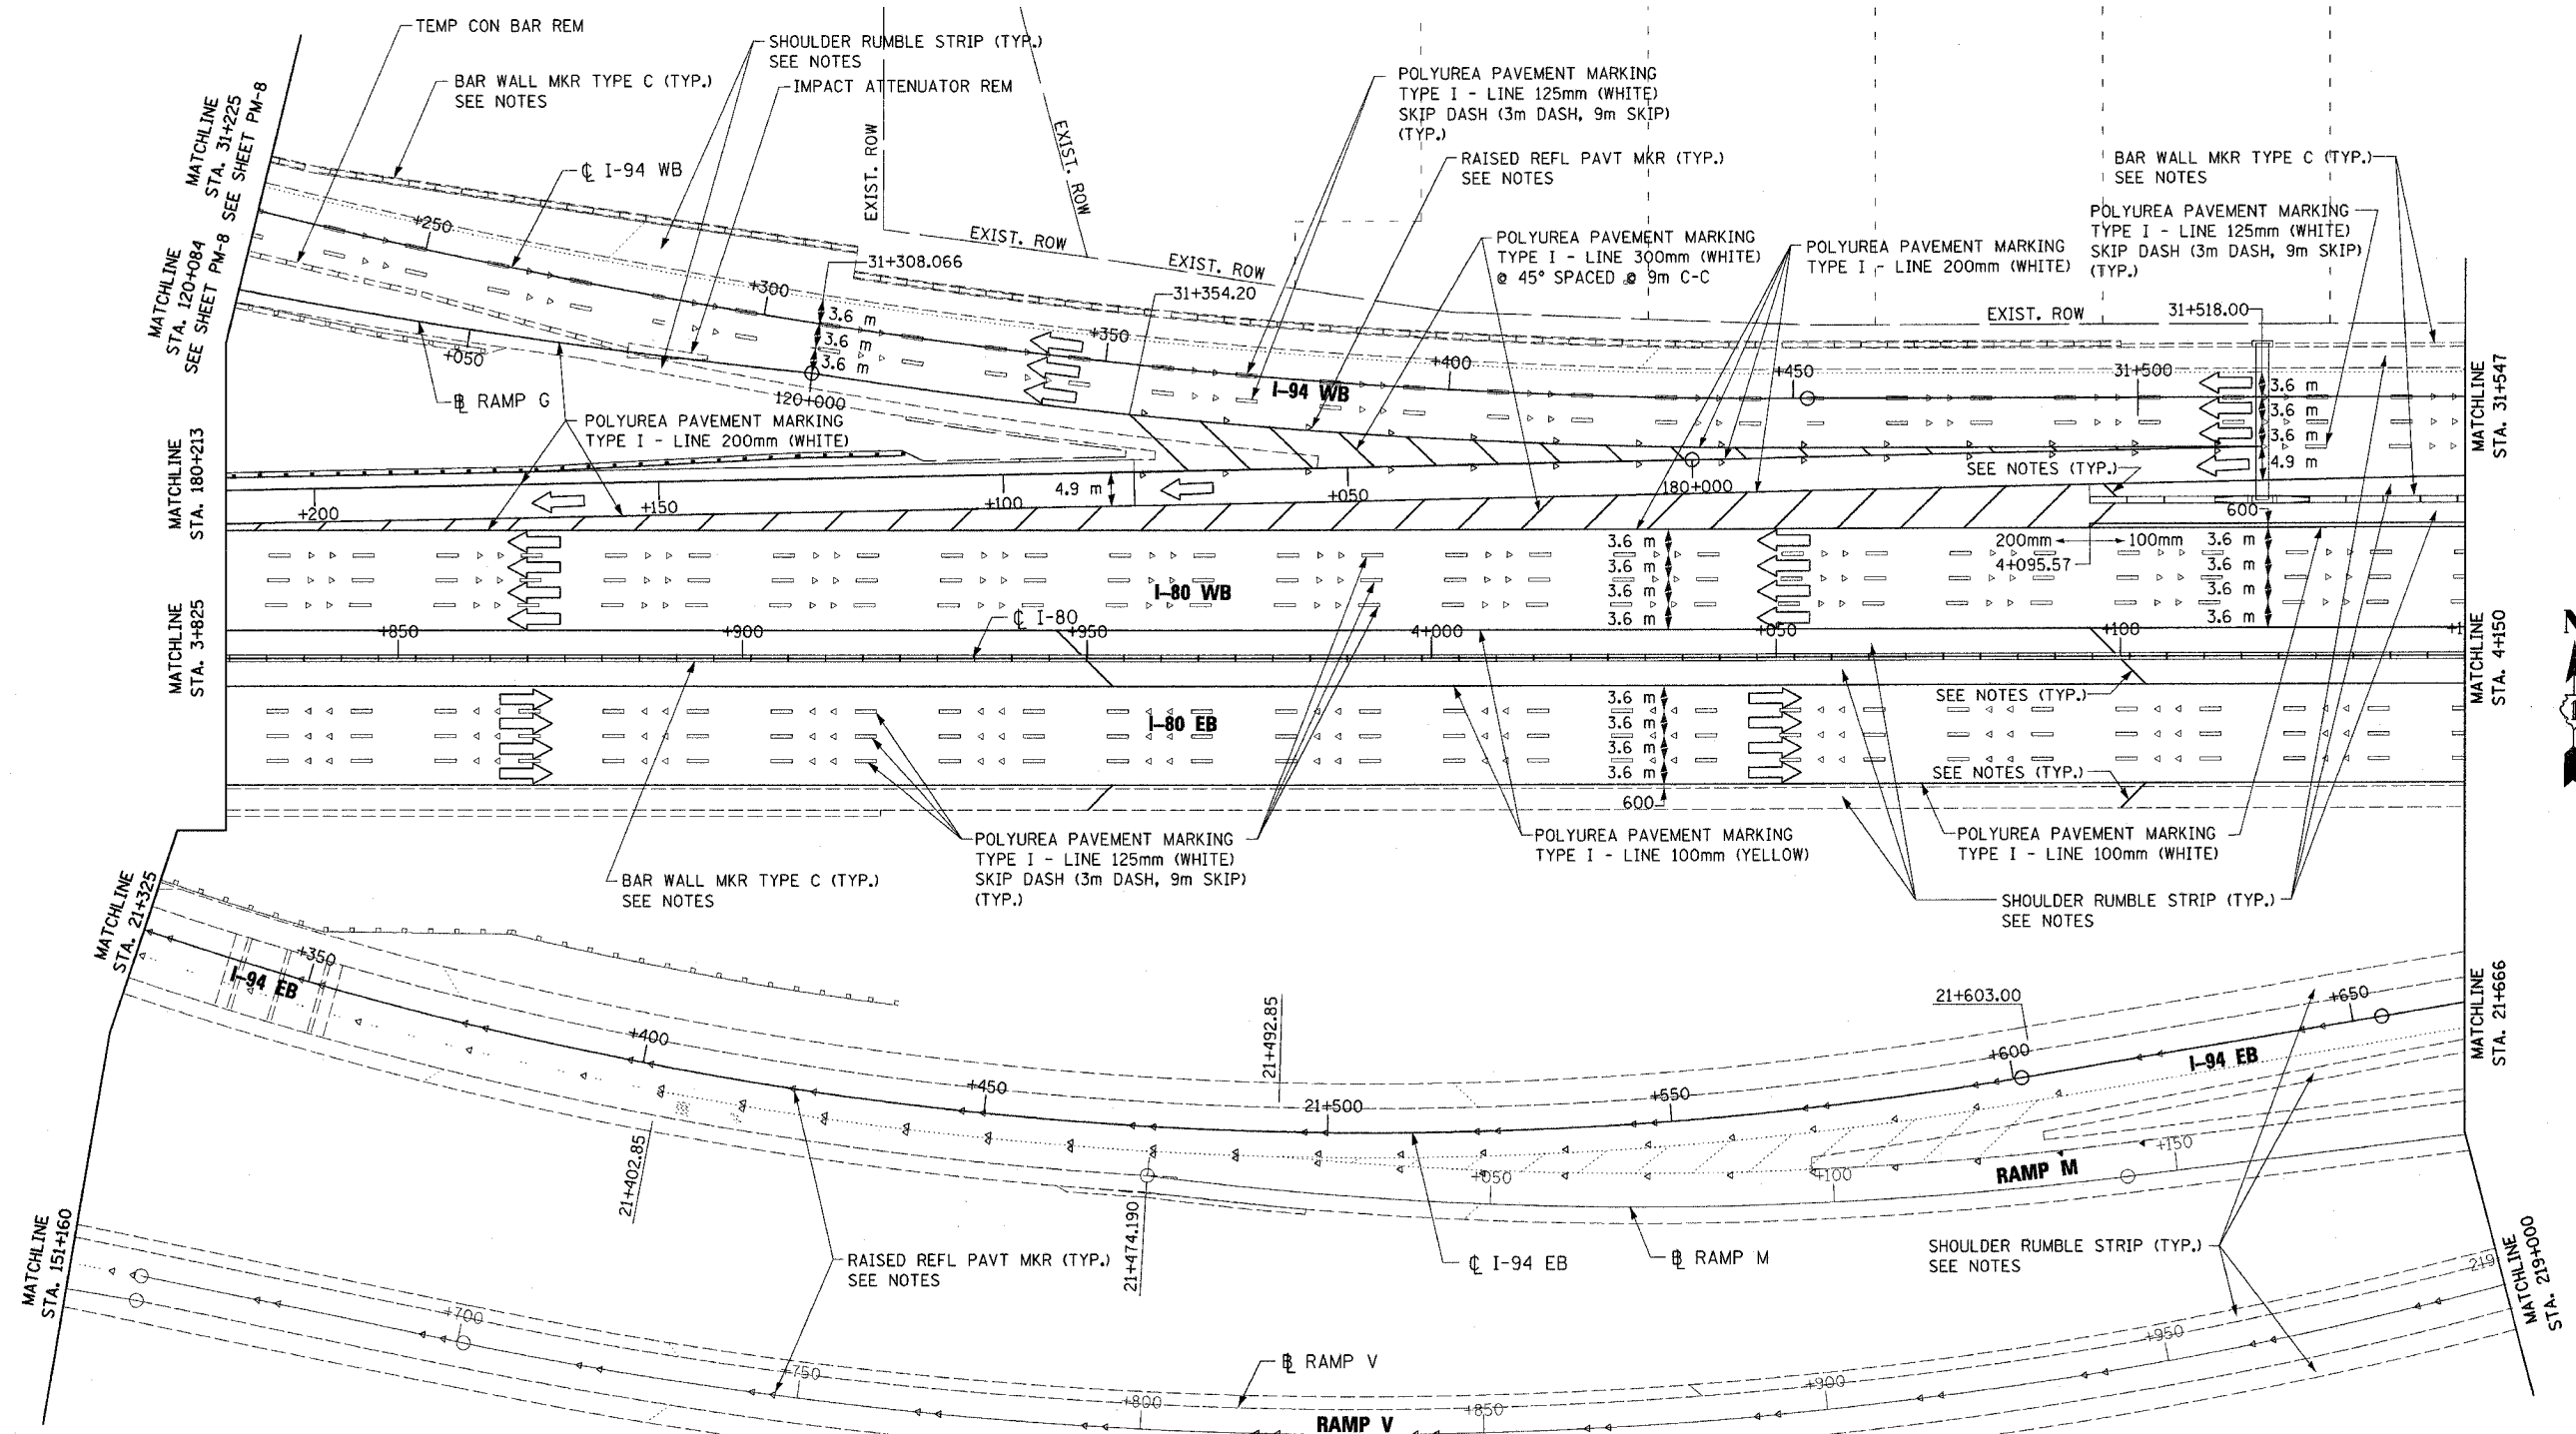 TEMP CON BAR REM
SHOULDER RUMBLE STRIP (TYP.)
SEE NOTES
BAR WALL MKR TYPE C (TYP.)
SEE NOTES
IMPACT ATTENUATOR REM
POLYUREA PAVEMENT MARKING
TYPE I - LINE 125mm (WHITE)
SKIP DASH (3m DASH, 9m SKIP)
(TYP.)
RAISED REFL PAVT MKR (TYP.)
SEE NOTES
BAR WALL MKR TYPE C (TYP.)
SEE NOTES
MATCHLINE
STA. 31+225
SEE SHEET PM-8
MATCHLINE
STA. 120+084
SEE SHEET PM-8
℄ I-94 WB
EXIST. ROW
EXIST. ROW
EXIST. ROW
EXIST. ROW
EXIST. ROW
POLYUREA PAVEMENT MARKING
TYPE I - LINE 300mm (WHITE)
@ 45° SPACED @ 9m C-C
POLYUREA PAVEMENT MARKING
TYPE I - LINE 200mm (WHITE)
POLYUREA PAVEMENT MARKING
TYPE I - LINE 125mm (WHITE)
SKIP DASH (3m DASH, 9m SKIP)
(TYP.)
+250
+300
31+308.066
31+354.20
31+518.00
3.6 m
3.6 m
3.6 m
+350
+400
+450
31+500
I-94 WB
3.6 m
3.6 m
3.6 m
4.9 m
MATCHLINE
STA. 31+547
+050
120+000
B RAMP G
POLYUREA PAVEMENT MARKING
TYPE I - LINE 200mm (WHITE)
MATCHLINE
STA. 180+213
+200
+150
+100
4.9 m
+050
180+000
SEE NOTES (TYP.)
600
200mm
100mm
4+095.57
3.6 m
3.6 m
3.6 m
3.6 m
3.6 m
3.6 m
3.6 m
3.6 m
I-80 WB
℄ I-80
MATCHLINE
STA. 3+825
+850
+900
+950
4+000
+050
+100
+1
MATCHLINE
STA. 4+150
N
I-80 EB
3.6 m
3.6 m
3.6 m
3.6 m
600
SEE NOTES (TYP.)
SEE NOTES (TYP.)
POLYUREA PAVEMENT MARKING
TYPE I - LINE 125mm (WHITE)
SKIP DASH (3m DASH, 9m SKIP)
(TYP.)
POLYUREA PAVEMENT MARKING
TYPE I - LINE 100mm (YELLOW)
POLYUREA PAVEMENT MARKING
TYPE I - LINE 100mm (WHITE)
BAR WALL MKR TYPE C (TYP.)
SEE NOTES
SHOULDER RUMBLE STRIP (TYP.)
SEE NOTES
MATCHLINE
STA. 21+325
I-94 EB
+350
+400
+450
21+500
+550
+600
+650
21+402.85
21+492.85
21+474.190
21+603.00
I-94 EB
MATCHLINE
STA. 21+666
+050
+100
+150
RAMP M
RAISED REFL PAVT MKR (TYP.)
SEE NOTES
℄ I-94 EB
B RAMP M
SHOULDER RUMBLE STRIP (TYP.)
SEE NOTES
MATCHLINE
STA. 151+160
+700
+750
+800
+850
+900
+950
219
B RAMP V
RAMP V
MATCHLINE
STA. 219+000